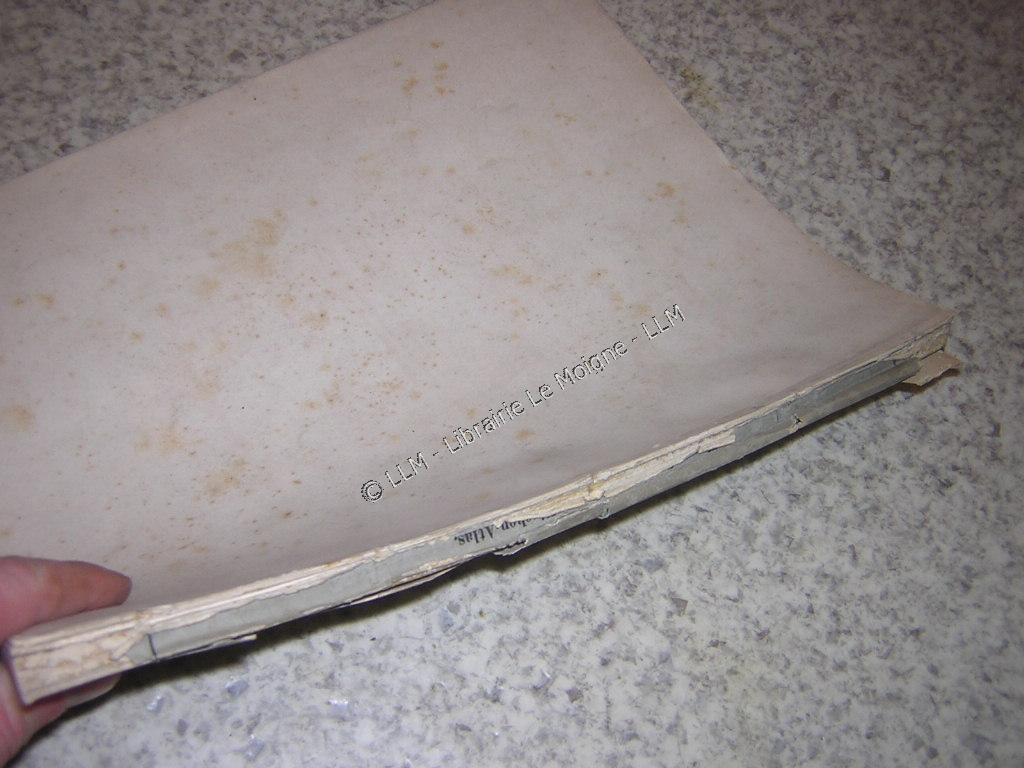 © LLM - Librairie Le Moigne - LLM
Atlas.